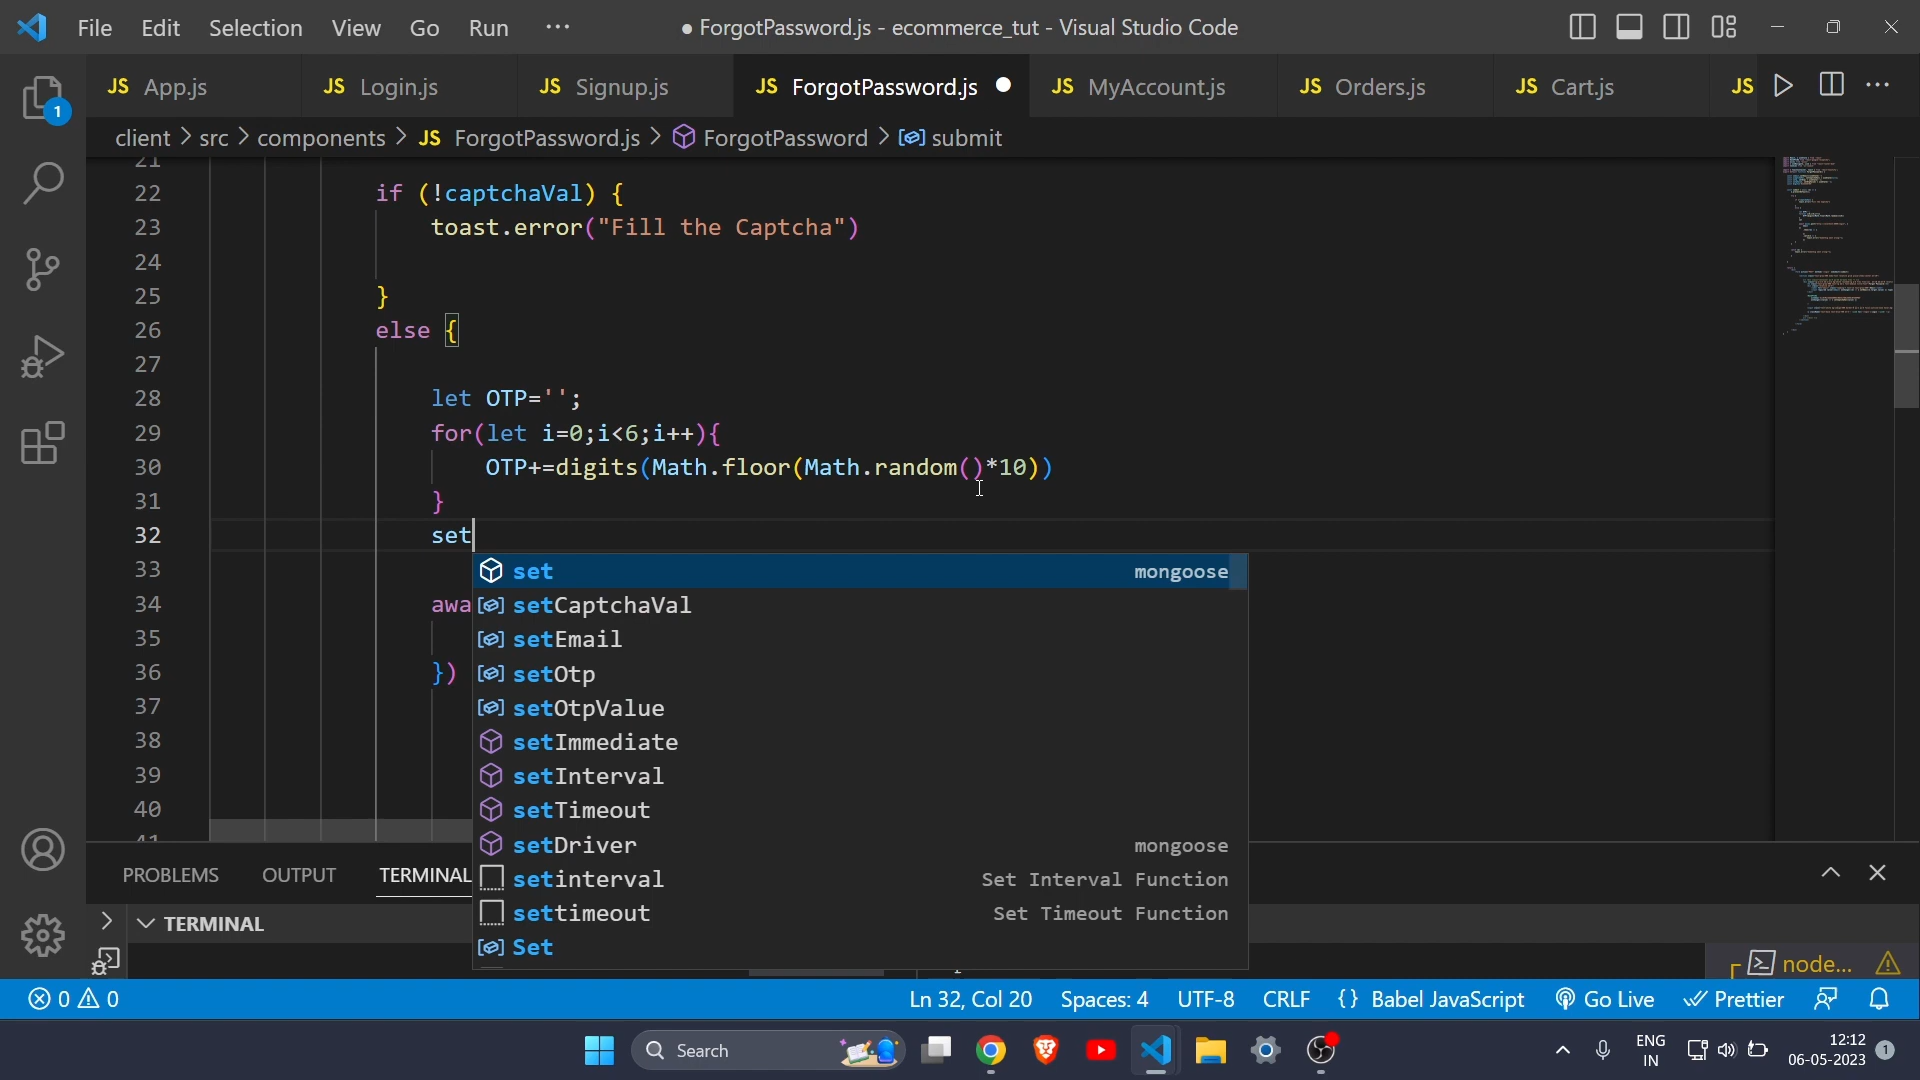 File Edit Selection View Go Run ··· ● ForgotPassword.js - ecommerce_tut - Visual Studio Code
JS App.js JS Login.js JS Signup.js JS ForgotPassword.js JS MyAccount.js JS Orders.js JS Cart.js JS
1
client > src > components > JS ForgotPassword.js > ForgotPassword > submit
21
22 if (!captchaVal) {
23 toast.error("Fill the Captcha")
24
25 }
26 else {
27
28 let OTP='';
29 for(let i=0;i<6;i++){
30 OTP+=digits(Math.floor(Math.random()*10))
31 }
32 set
33 set mongoose
34 awa setCaptchaVal
35 setEmail
36 }) setOtp
37 setOtpValue
38 setImmediate
39 setInterval
40 setTimeout
41 setDriver mongoose
PROBLEMS OUTPUT TERMINAL setinterval Set Interval Function
settimeout Set Timeout Function
TERMINAL
Set
node...
0 0 Ln 32, Col 20 Spaces: 4 UTF-8 CRLF {} Babel JavaScript Go Live Prettier
Search ENG 12:12
IN 06-05-2023 1